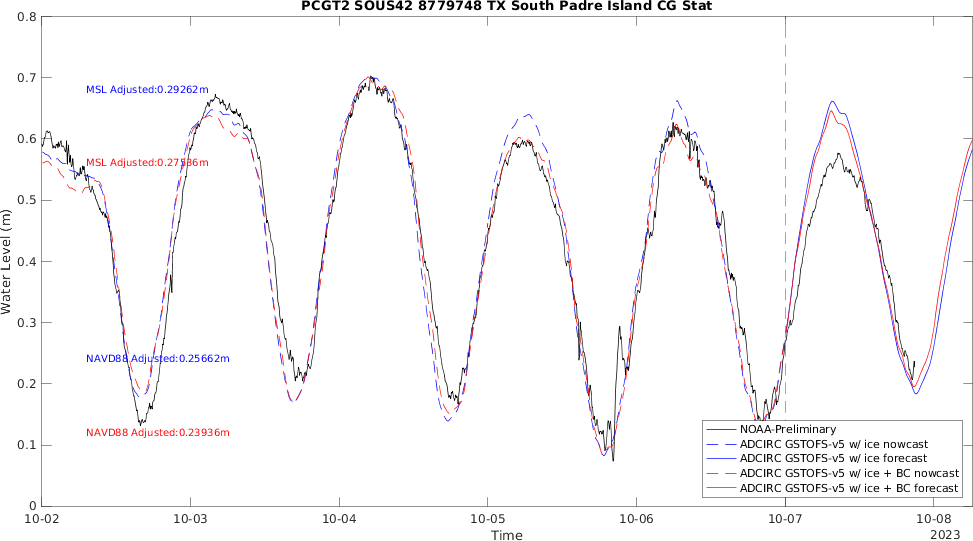 PCGT2 SOUS42 8779748 TX South Padre Island CG Stat
0.8
0.7
0.6
0.5
0.4
0.3
0.2
0.1
0
Water Level (m)
MSL Adjusted:0.29262m
MSL Adjusted:0.27536m
NAVD88 Adjusted:0.25662m
NAVD88 Adjusted:0.23936m
NOAA-Preliminary
ADCIRC GSTOFS-v5 w/ ice nowcast
ADCIRC GSTOFS-v5 w/ ice forecast
ADCIRC GSTOFS-v5 w/ ice + BC nowcast
ADCIRC GSTOFS-v5 w/ ice + BC forecast
10-02 10-03 10-04 10-05 10-06 10-07 10-08
Time
2023